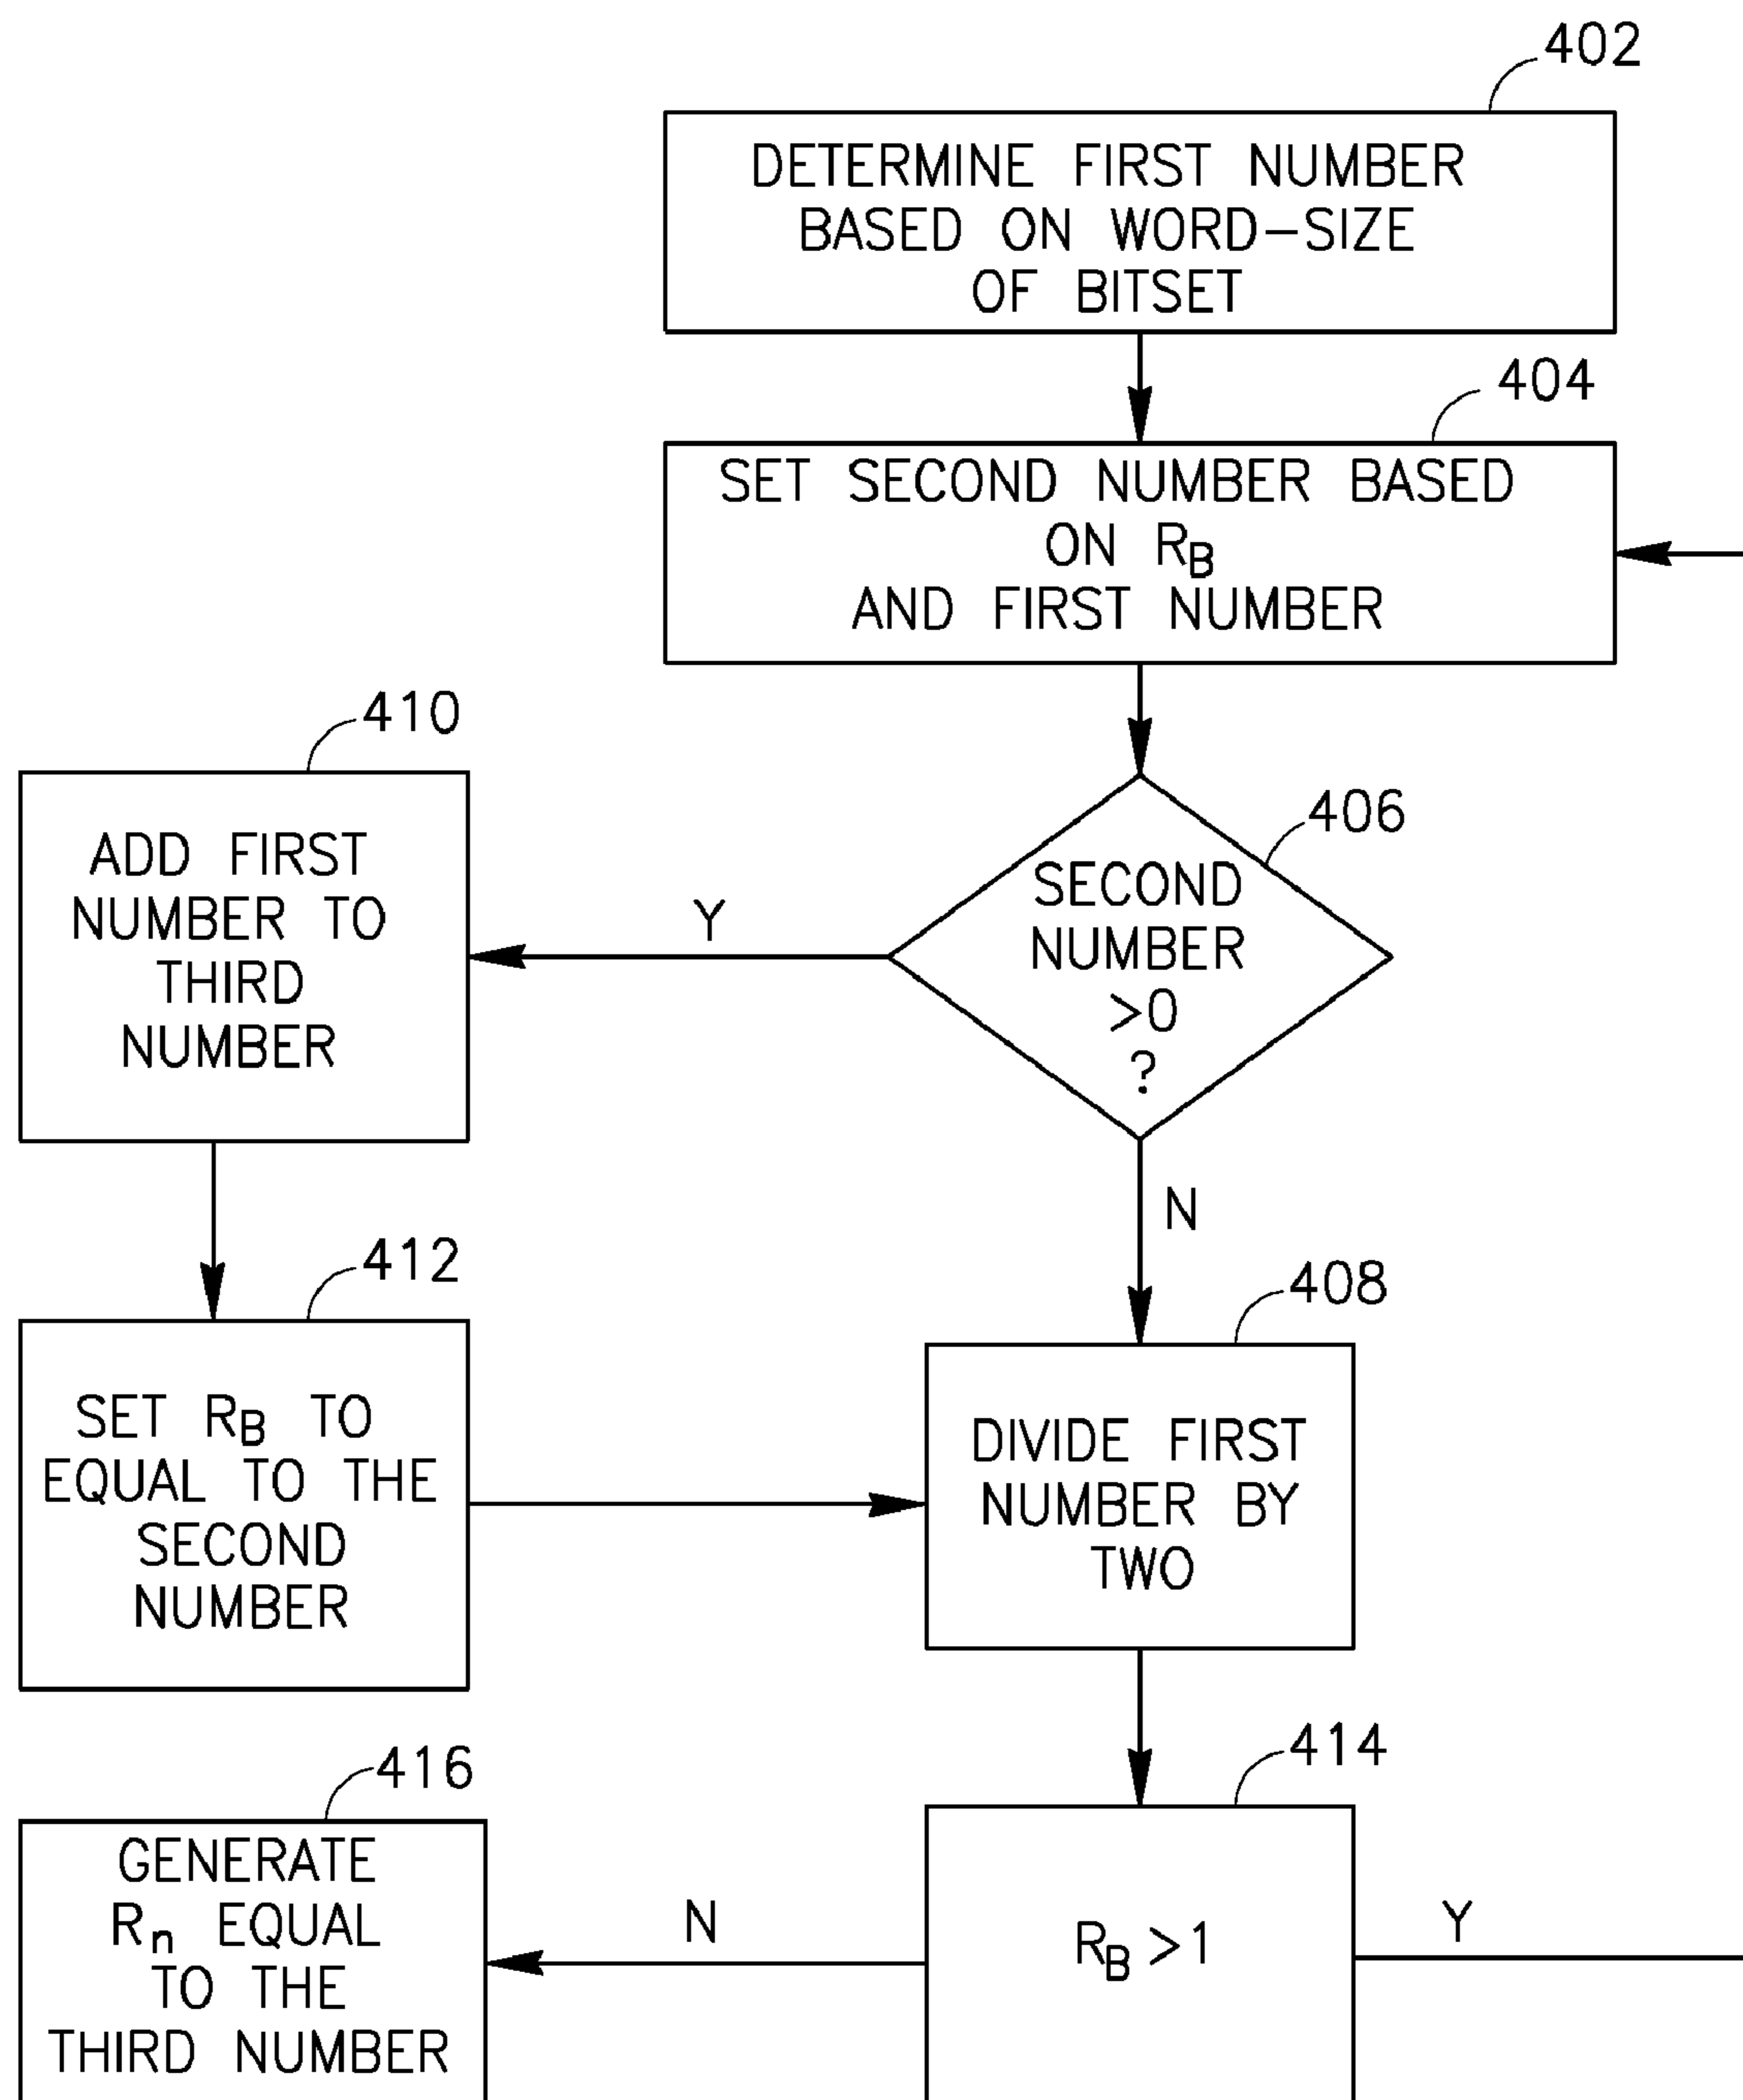 402
DETERMINE FIRST NUMBER
BASED ON WORD-SIZE
OF BITSET
404
SET SECOND NUMBER BASED
ON RB
AND FIRST NUMBER
406
SECOND
NUMBER
>0
?
Y
410
ADD FIRST
NUMBER TO
THIRD
NUMBER
N
412
SET RB TO
EQUAL TO THE
SECOND
NUMBER
408
DIVIDE FIRST
NUMBER BY
TWO
414
RB >1
Y
N
416
GENERATE
Rn EQUAL
TO THE
THIRD NUMBER